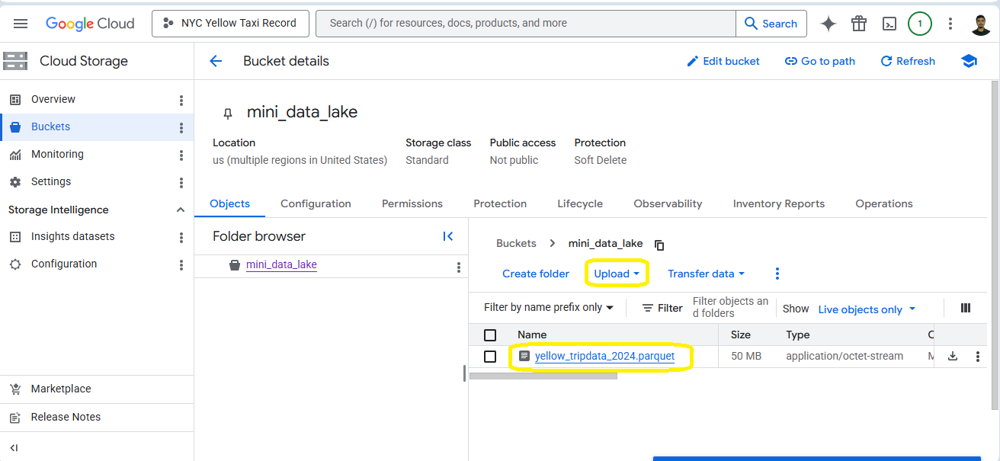 Google Cloud
NYC Yellow Taxi Record
Search (/) for resources, docs, products, and more
Search
1
Cloud Storage
Bucket details
Edit bucket
Go to path
Refresh
Overview
Buckets
Monitoring
Settings
Storage Intelligence
Insights datasets
Configuration
Marketplace
Release Notes
mini_data_lake
Location
us (multiple regions in United States)
Storage class
Standard
Public access
Not public
Protection
Soft Delete
Objects
Configuration
Permissions
Protection
Lifecycle
Observability
Inventory Reports
Operations
Folder browser
mini_data_lake
Buckets
mini_data_lake
Create folder
Upload
Transfer data
Filter by name prefix only
Filter
Filter objects an
d folders
Show
Live objects only
Name
Size
Type
C
yellow_tripdata_2024.parquet
50 MB
application/octet-stream
M